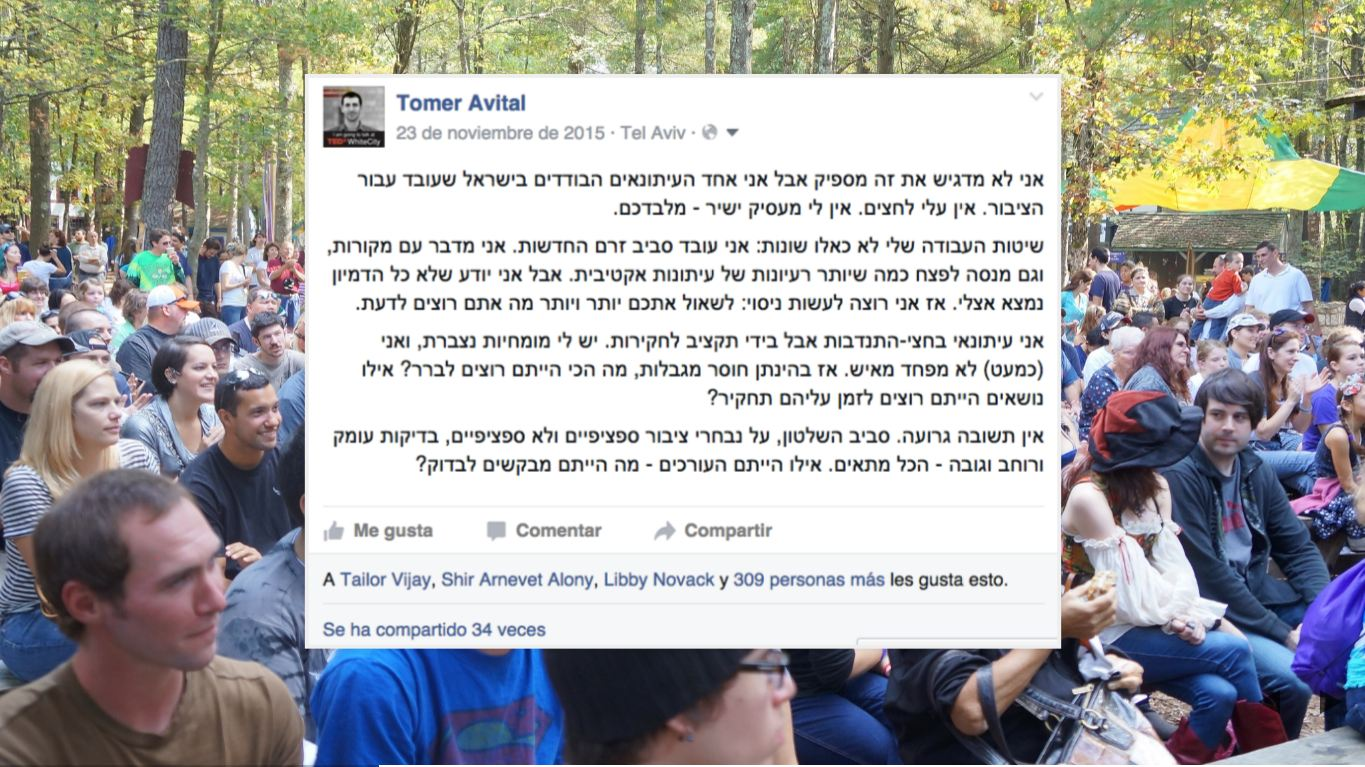 Tomer Avital
23 de noviembre de 2015 · Tel Aviv ·
I am going to talk at
TEDxWhiteCity
אני לא מדגיש את זה מספיק אבל אני אחד העיתונאים הבודדים בישראל שעובד עבור
הציבור. אין עלי לחצים. אין לי מעסיק ישיר - מלבדכם.
שיטות העבודה שלי לא כאלו שונות: אני עובד סביב זרם החדשות. אני מדבר עם מקורות,
וגם מנסה לפצח כמה שיותר רעיונות של עיתונות אקטיבית. אבל אני יודע שלא כל הדמיון
נמצא אצלי. אז אני רוצה לעשות ניסוי: לשאול אתכם יותר ויותר מה אתם רוצים לדעת.
אני עיתונאי בחצי-התנדבות אבל בידי תקציב לחקירות. יש לי מומחיות נצברת, ואני
(כמעט) לא מפחד מאיש. אז בהינתן חוסר מגבלות, מה הכי הייתם רוצים לברר? אילו
נושאים הייתם רוצים לזמן עליהם תחקיר?
אין תשובה גרועה. סביב השלטון, על נבחרי ציבור ספציפיים ולא ספציפיים, בדיקות עומק
ורוחב וגובה - הכל מתאים. אילו הייתם העורכים - מה הייתם מבקשים לבדוק?
Me gusta Comentar Compartir
A Tailor Vijay, Shir Arnevet Alony, Libby Novack y 309 personas más les gusta esto.
Se ha compartido 34 veces